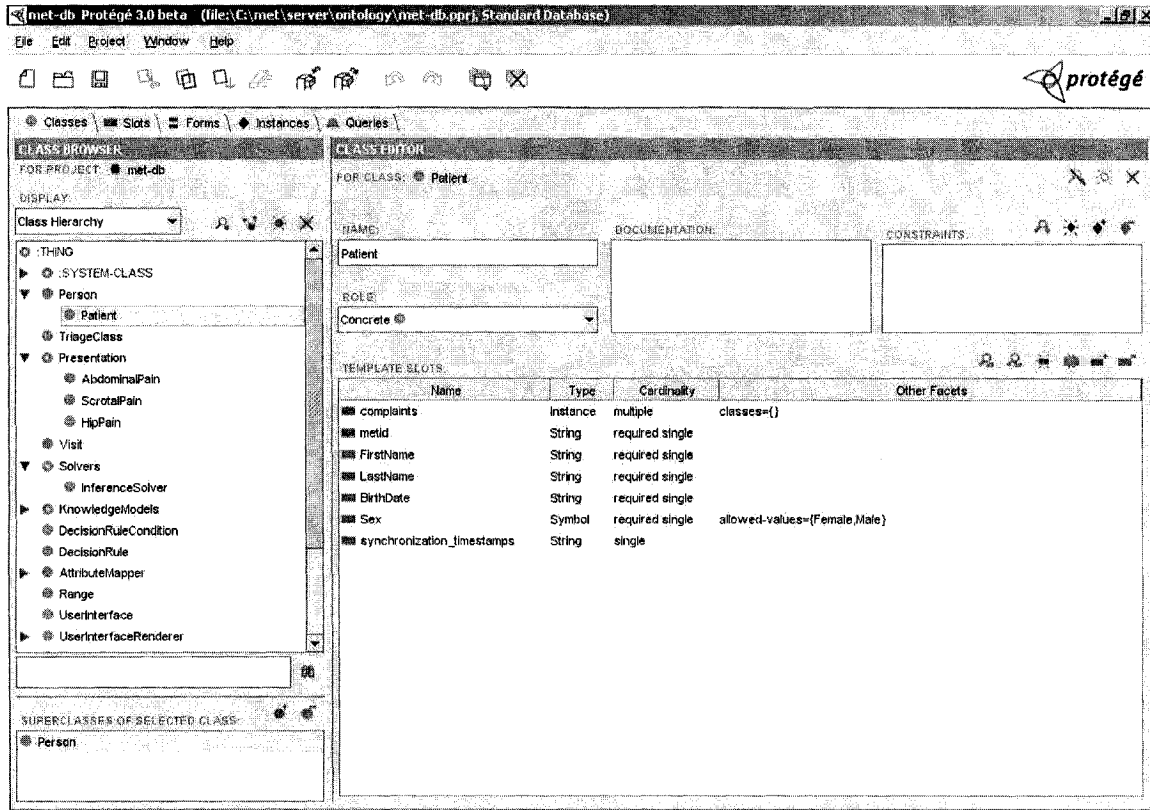 met-db Protégé 3.0 beta (file:\C:\met\server\ontology\met-db.pprj, Standard Database)
File Edit Project Window Help
protégé
Classes Slots Forms Instances Queries
CLASS BROWSER
FOR PROJECT: met-db
DISPLAY:
Class Hierarchy
:THING
:SYSTEM-CLASS
Person
Patient
TriageClass
Presentation
AbdominalPain
ScrotalPain
HipPain
Visit
Solvers
InferenceSolver
KnowledgeModels
DecisionRuleCondition
DecisionRule
AttributeMapper
Range
UserInterface
UserInterfaceRenderer
SUPERCLASSES OF SELECTED CLASS:
Person
CLASS EDITOR
FOR CLASS: Patient
NAME:
Patient
ROLE:
Concrete
DOCUMENTATION:
CONSTRAINTS:
TEMPLATE SLOTS
Name Type Cardinality Other Facets
complaints Instance multiple classes={}
metid String required single
FirstName String required single
LastName String required single
BirthDate String required single
Sex Symbol required single allowed-values={Female,Male}
synchronization_timestamps String single